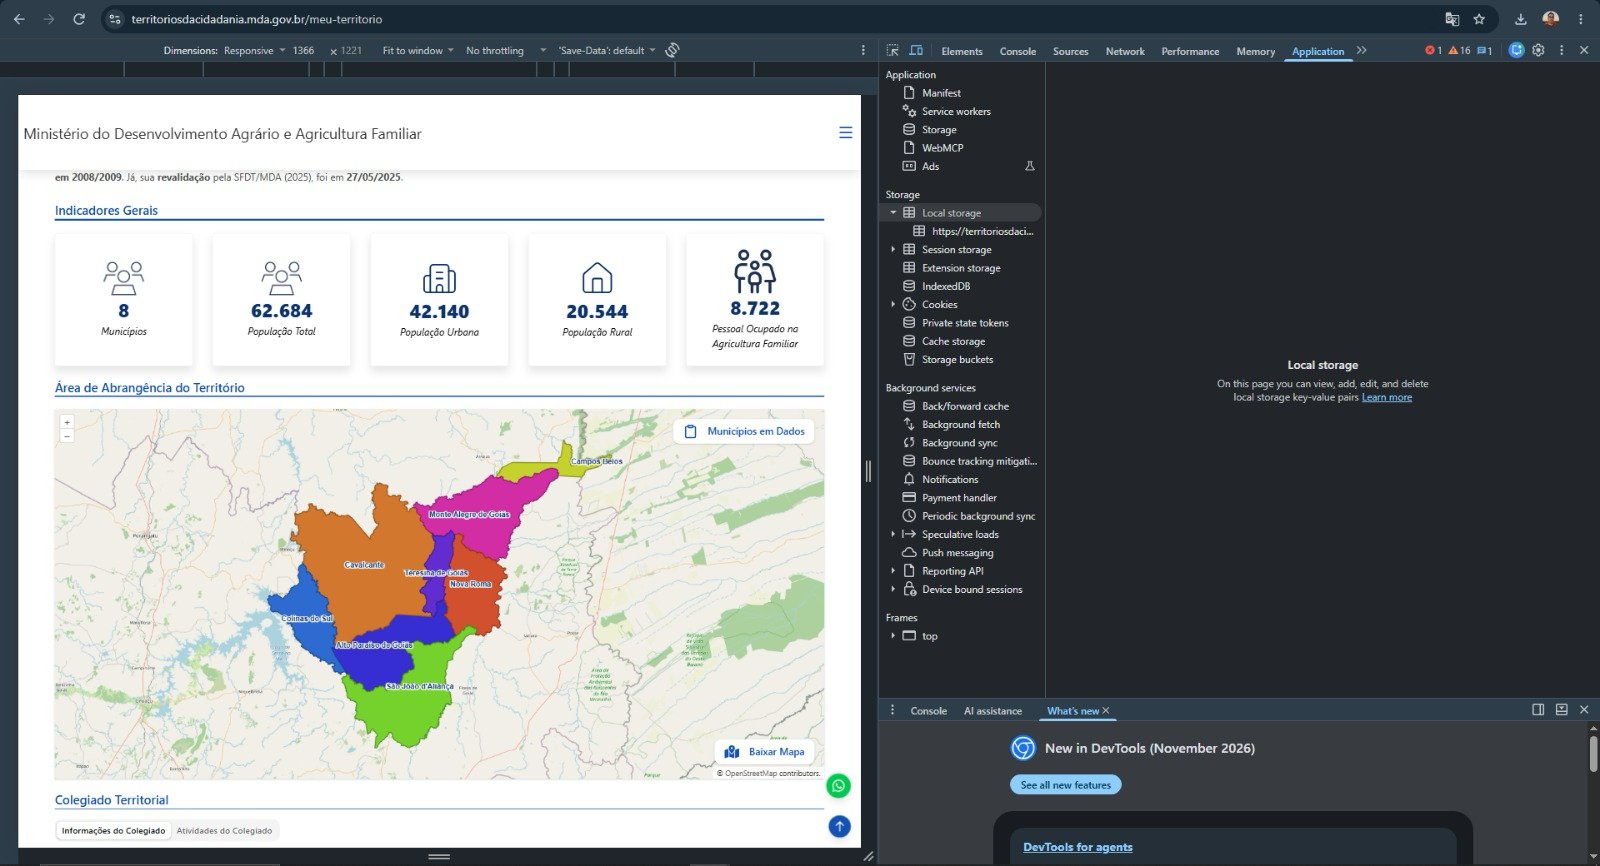 territoriosdacidadania.mda.gov.br/meu-territorio
Dimensions: Responsive 1366 x 1221 Fit to window No throttling 'Save-Data': default
Elements Console Sources Network Performance Memory Application 1 16 1
Ministério do Desenvolvimento Agrário e Agricultura Familiar
em 2008/2009. Já, sua revalidação pela SFDT/MDA (2025), foi em 27/05/2025.
Indicadores Gerais
8
Municípios
62.684
População Total
42.140
População Urbana
20.544
População Rural
8.722
Pessoal Ocupado na
Agricultura Familiar
Área de Abrangência do Território
+
−
Municípios em Dados
Campos Belos
Monte Alegre de Goiás
Cavalcante
Teresina de Goiás
Nova Roma
Colinas do Sul
Alto Paraíso de Goiás
São João d'Aliança
Baixar Mapa
© OpenStreetMap contributors.
Colegiado Territorial
Informações do Colegiado Atividades do Colegiado
Application
Manifest
Service workers
Storage
WebMCP
Ads
Storage
Local storage
https://territoriosdaci...
Session storage
Extension storage
IndexedDB
Cookies
Private state tokens
Cache storage
Storage buckets
Background services
Back/forward cache
Background fetch
Background sync
Bounce tracking mitigati...
Notifications
Payment handler
Periodic background sync
Speculative loads
Push messaging
Reporting API
Device bound sessions
Frames
top
Local storage
On this page you can view, add, edit, and delete
local storage key-value pairs Learn more
Console AI assistance What's new
New in DevTools (November 2026)
See all new features
DevTools for agents